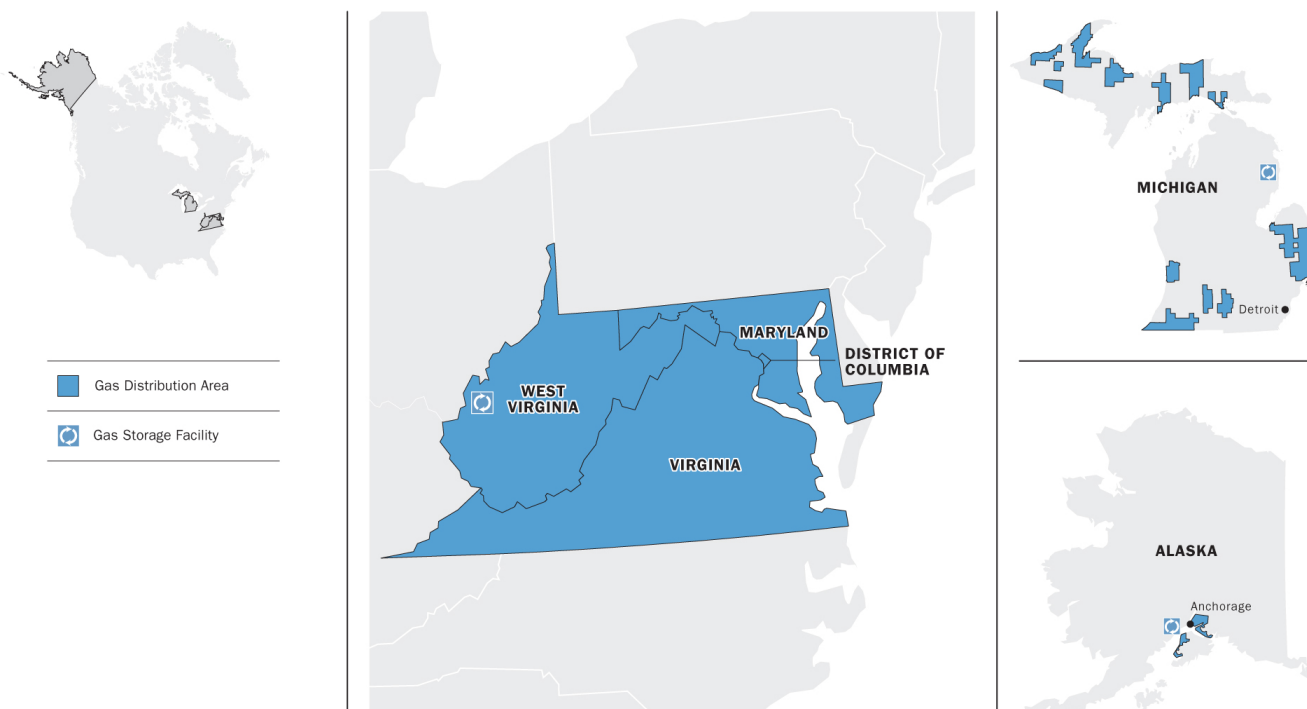 Gas Distribution Area
Gas Storage Facility
WEST
VIRGINIA
VIRGINIA
MARYLAND
DISTRICT OF
COLUMBIA
MICHIGAN
Detroit
ALASKA
Anchorage